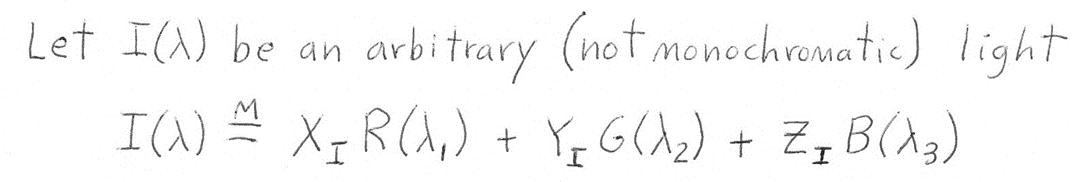 Let I(λ) be an arbitrary (not monochromatic) light
I(λ) ≝ᴹ X_I R(λ₁) + Y_I G(λ₂) + Z_I B(λ₃)